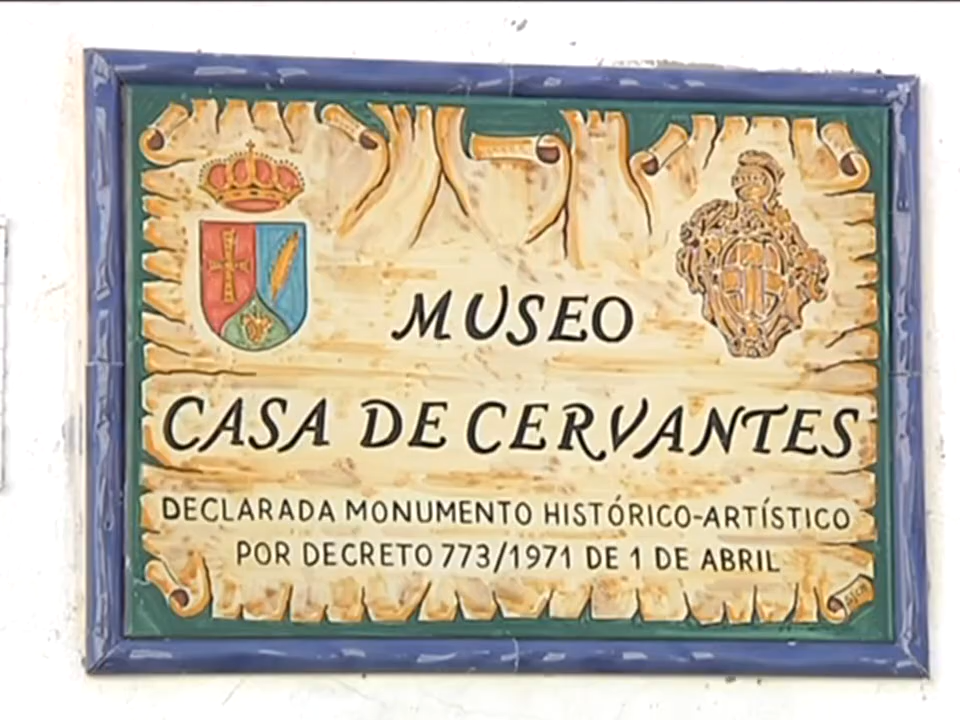 MUSEO
CASA DE CERVANTES
DECLARADA MONUMENTO HISTÓRICO-ARTÍSTICO
POR DECRETO 773/1971 DE 1 DE ABRIL